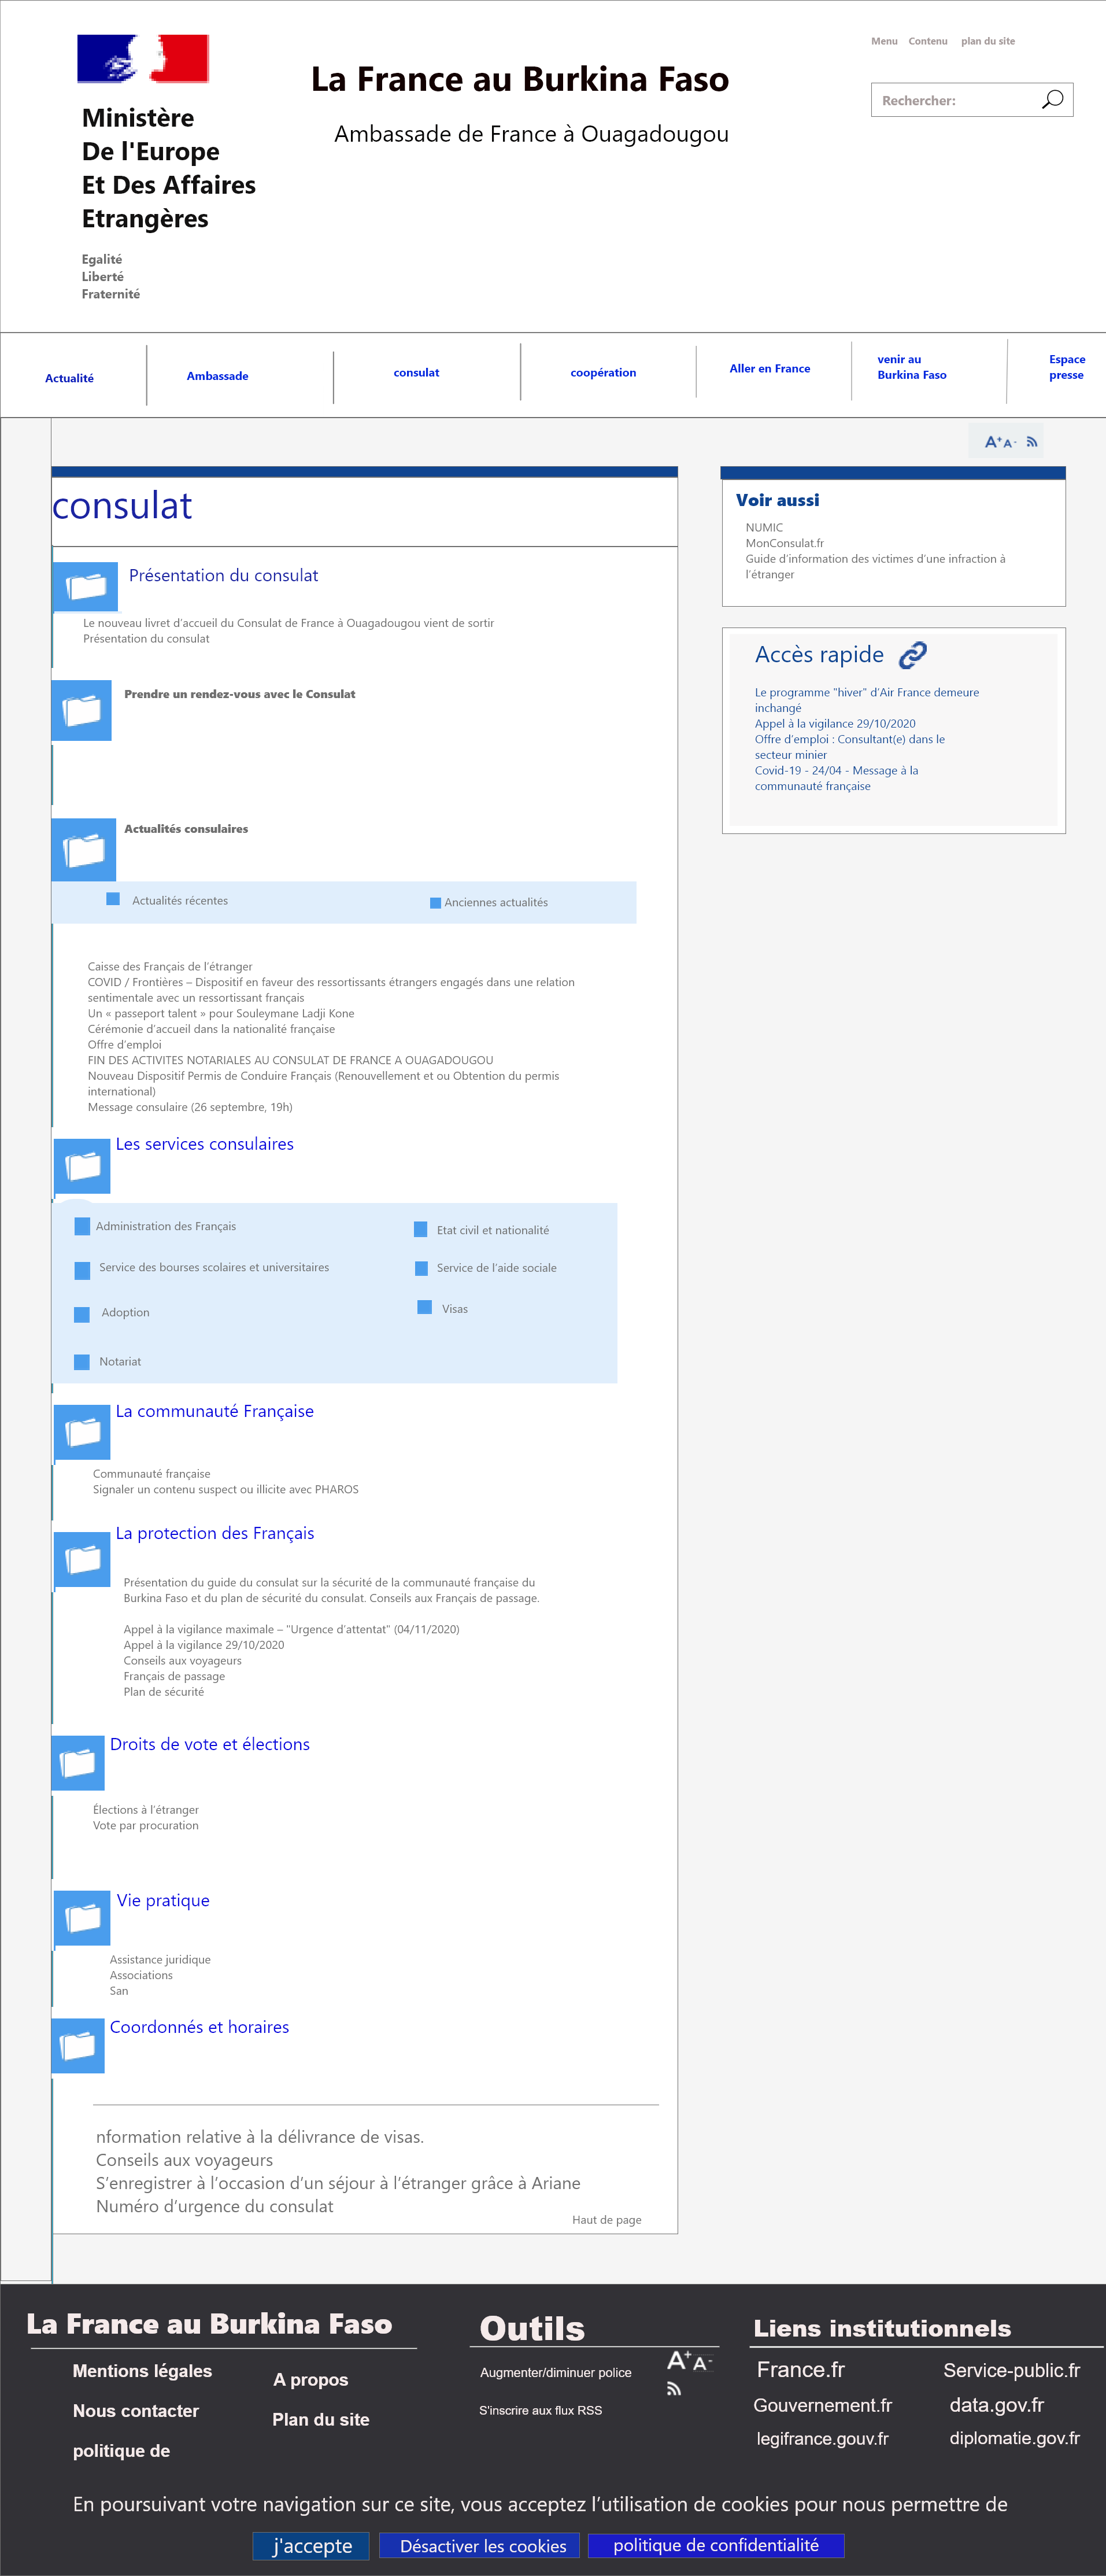 Menu Contenu plan du site
La France au Burkina Faso
Rechercher:
Ambassade de France à Ouagadougou
Ministère
De l'Europe
Et Des Affaires
Etrangères
Egalité
Liberté
Fraternité
Actualité
Ambassade
consulat
coopération
Aller en France
venir au
Burkina Faso
Espace
presse
A+ A-
consulat
Présentation du consulat
Le nouveau livret d’accueil du Consulat de France à Ouagadougou vient de sortir
Présentation du consulat
Prendre un rendez-vous avec le Consulat
Actualités consulaires
Actualités récentes
Anciennes actualités
Caisse des Français de l’étranger
COVID / Frontières – Dispositif en faveur des ressortissants étrangers engagés dans une relation
sentimentale avec un ressortissant français
Un « passeport talent » pour Souleymane Ladji Kone
Cérémonie d’accueil dans la nationalité française
Offre d’emploi
FIN DES ACTIVITES NOTARIALES AU CONSULAT DE FRANCE A OUAGADOUGOU
Nouveau Dispositif Permis de Conduire Français (Renouvellement et ou Obtention du permis
international)
Message consulaire (26 septembre, 19h)
Les services consulaires
Administration des Français
Etat civil et nationalité
Service des bourses scolaires et universitaires
Service de l’aide sociale
Adoption
Visas
Notariat
La communauté Française
Communauté française
Signaler un contenu suspect ou illicite avec PHAROS
La protection des Français
Présentation du guide du consulat sur la sécurité de la communauté française du
Burkina Faso et du plan de sécurité du consulat. Conseils aux Français de passage.
Appel à la vigilance maximale – "Urgence d’attentat" (04/11/2020)
Appel à la vigilance 29/10/2020
Conseils aux voyageurs
Français de passage
Plan de sécurité
Droits de vote et élections
Élections à l’étranger
Vote par procuration
Vie pratique
Assistance juridique
Associations
San
Coordonnés et horaires
nformation relative à la délivrance de visas.
Conseils aux voyageurs
S’enregistrer à l’occasion d’un séjour à l’étranger grâce à Ariane
Numéro d’urgence du consulat
Haut de page
Voir aussi
NUMIC
MonConsulat.fr
Guide d’information des victimes d’une infraction à
l’étranger
Accès rapide
Le programme "hiver" d’Air France demeure
inchangé
Appel à la vigilance 29/10/2020
Offre d’emploi : Consultant(e) dans le
secteur minier
Covid-19 - 24/04 - Message à la
communauté française
La France au Burkina Faso
Mentions légales
A propos
Nous contacter
Plan du site
politique de
Outils
A+ A-
Augmenter/diminuer police
S'inscrire aux flux RSS
Liens institutionnels
France.fr
Service-public.fr
Gouvernement.fr
data.gov.fr
legifrance.gouv.fr
diplomatie.gov.fr
En poursuivant votre navigation sur ce site, vous acceptez l’utilisation de cookies pour nous permettre de
j'accepte
Désactiver les cookies
politique de confidentialité